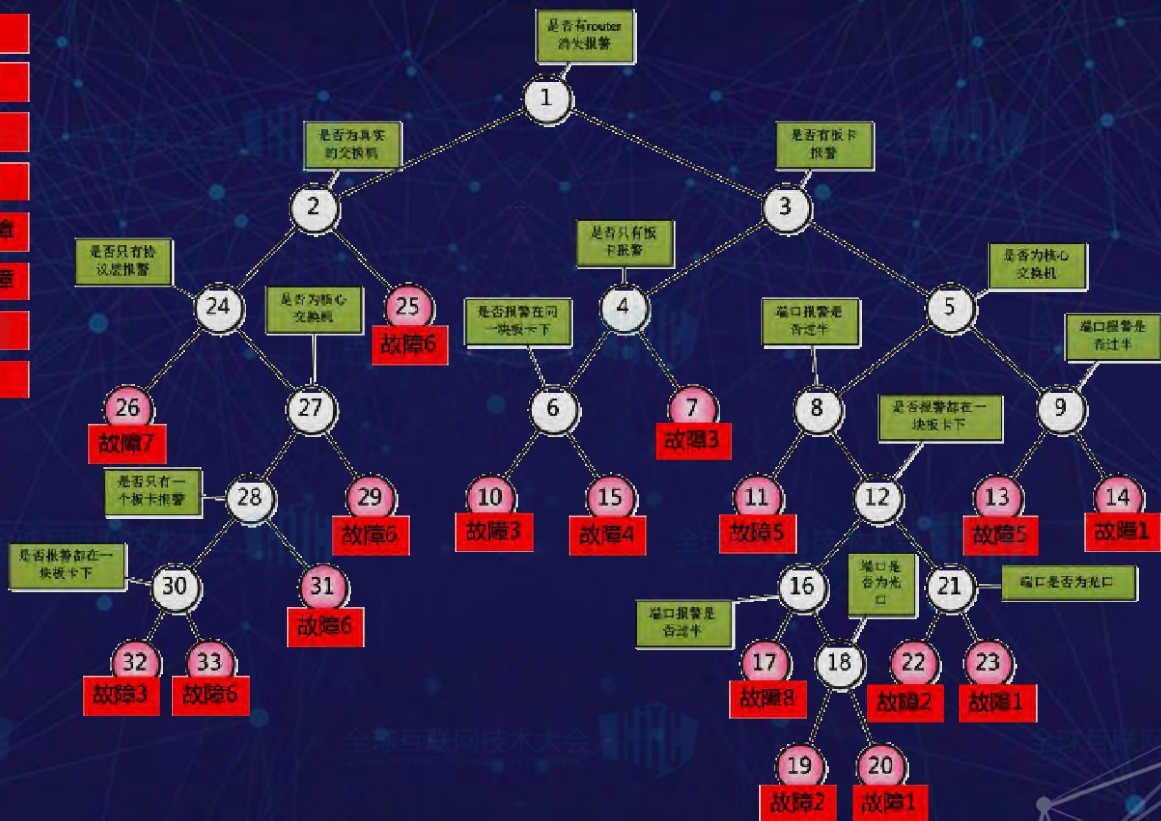 是否有router
消失报警
1
是否为真实
的交换机
是否有板卡
报警
2
3
是否只有协
议层报警
是否只有板
卡报警
是否为核心
交换机
24
是否为核心
交换机
25
故障6
是否报警在同
一块板卡下
4
端口报警是
否过半
5
端口报警是
否过半
26
故障7
27
6
7
故障3
8
是否报警都在一
块板卡下
9
是否只有一
个板卡报警
28
29
故障6
10
故障3
15
故障4
11
故障5
12
13
故障5
14
故障1
是否报警都在一
块板卡下
30
31
故障6
端口报警是
否过半
16
端口是
否为光
口
21
端口是否为光口
32
故障3
33
故障6
17
故障8
18
22
故障2
23
故障1
19
故障2
20
故障1
障
障
全球互联网技术大会